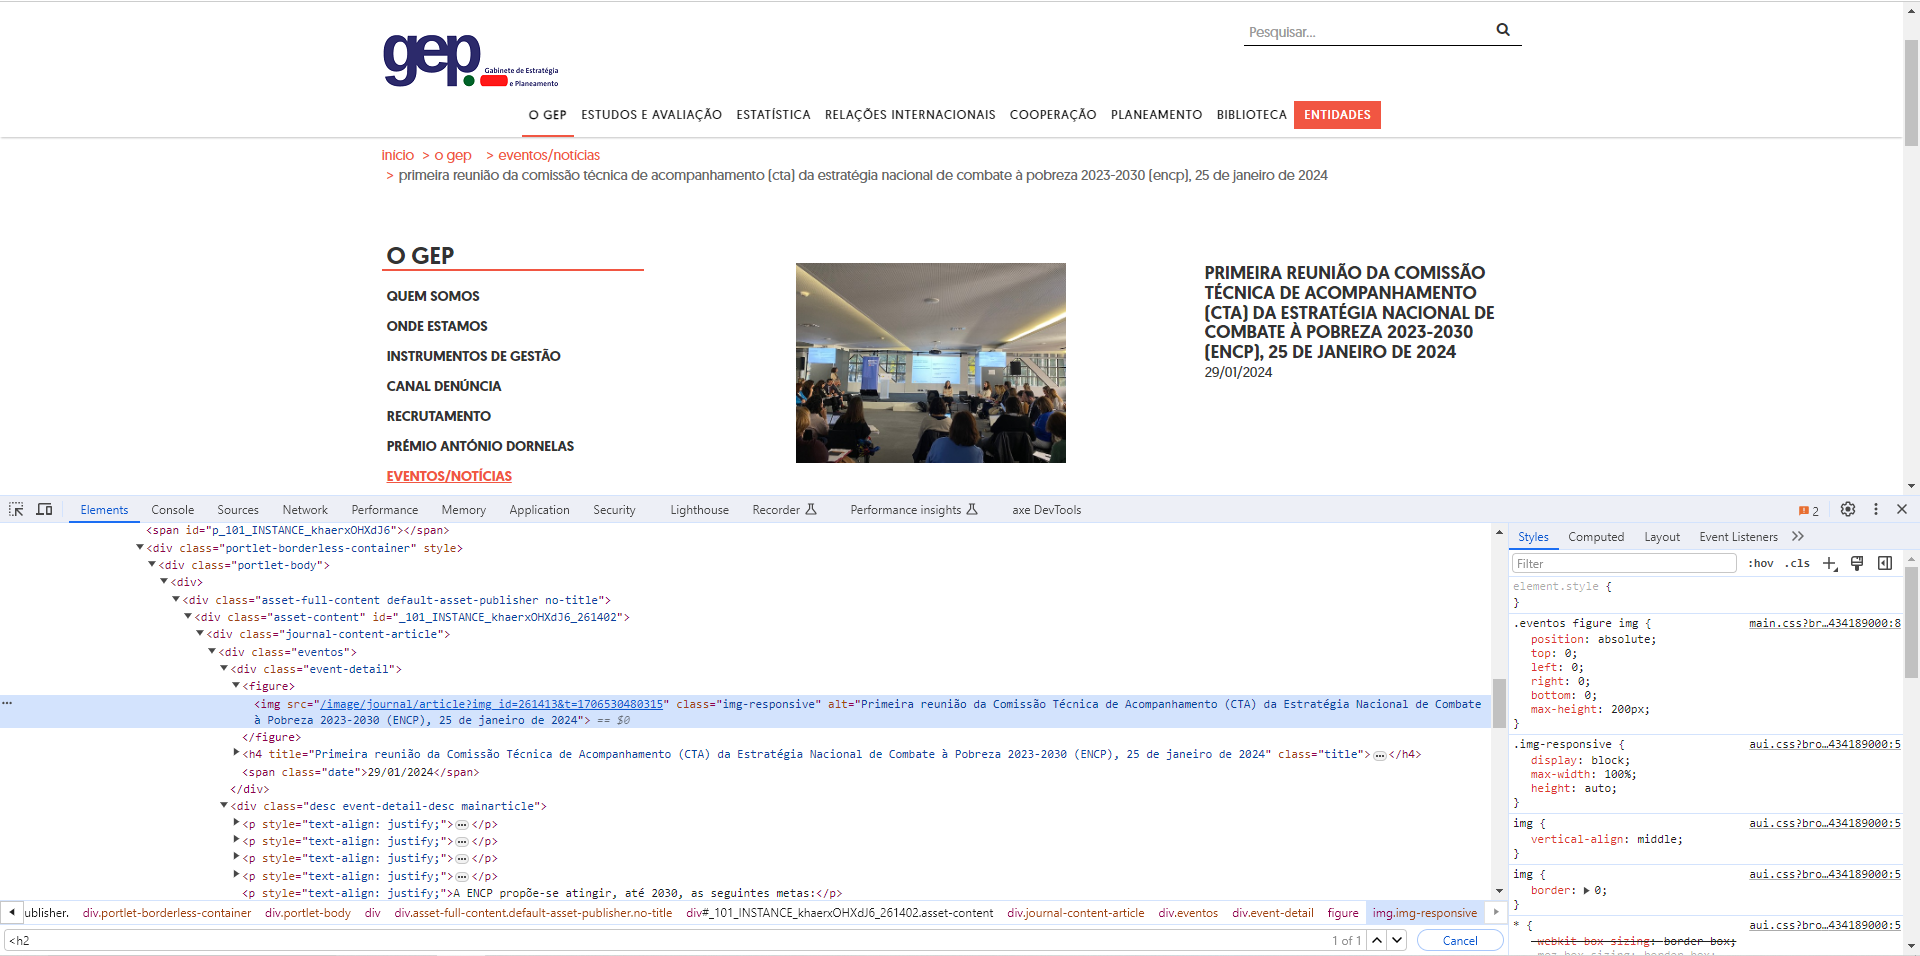 Pesquisar...
gep
Gabinete de Estratégia
e Planeamento
O GEP ESTUDOS E AVALIAÇÃO ESTATÍSTICA RELAÇÕES INTERNACIONAIS COOPERAÇÃO PLANEAMENTO BIBLIOTECA ENTIDADES
início > o gep > eventos/notícias
> primeira reunião da comissão técnica de acompanhamento (cta) da estratégia nacional de combate à pobreza 2023-2030 (encp), 25 de janeiro de 2024
O GEP
QUEM SOMOS
ONDE ESTAMOS
INSTRUMENTOS DE GESTÃO
CANAL DENÚNCIA
RECRUTAMENTO
PRÉMIO ANTÓNIO DORNELAS
EVENTOS/NOTÍCIAS
PRIMEIRA REUNIÃO DA COMISSÃO
TÉCNICA DE ACOMPANHAMENTO
(CTA) DA ESTRATÉGIA NACIONAL DE
COMBATE À POBREZA 2023-2030
(ENCP), 25 DE JANEIRO DE 2024
29/01/2024
Elements Console Sources Network Performance Memory Application Security Lighthouse Recorder Performance insights axe DevTools 2
<span id="p_101_INSTANCE_khaerxOHXdJ6"></span>
<div class="portlet-borderless-container" style>
<div class="portlet-body">
<div>
<div class="asset-full-content default-asset-publisher no-title">
<div class="asset-content" id="_101_INSTANCE_khaerxOHXdJ6_261402">
<div class="journal-content-article">
<div class="eventos">
<div class="event-detail">
<figure>
<img src="/image/journal/article?img_id=261413&t=1706530480315" class="img-responsive" alt="Primeira reunião da Comissão Técnica de Acompanhamento (CTA) da Estratégia Nacional de Combate
à Pobreza 2023-2030 (ENCP), 25 de janeiro de 2024"> == $0
</figure>
<h4 title="Primeira reunião da Comissão Técnica de Acompanhamento (CTA) da Estratégia Nacional de Combate à Pobreza 2023-2030 (ENCP), 25 de janeiro de 2024" class="title">…</h4>
<span class="date">29/01/2024</span>
</div>
<div class="desc event-detail-desc mainarticle">
<p style="text-align: justify;">…</p>
<p style="text-align: justify;">…</p>
<p style="text-align: justify;">…</p>
<p style="text-align: justify;">…</p>
<p style="text-align: justify;">A ENCP propõe-se atingir, até 2030, as seguintes metas:</p>
ublisher. div.portlet-borderless-container div.portlet-body div div.asset-full-content.default-asset-publisher.no-title div#_101_INSTANCE_khaerxOHXdJ6_261402.asset-content div.journal-content-article div.eventos div.event-detail figure img.img-responsive
<h2 1 of 1 Cancel
Styles Computed Layout Event Listeners
Filter :hov .cls
element.style {
}
.eventos figure img { main.css?br…434189000:8
position: absolute;
top: 0;
left: 0;
right: 0;
bottom: 0;
max-height: 200px;
}
.img-responsive { aui.css?bro…434189000:5
display: block;
max-width: 100%;
height: auto;
}
img { aui.css?bro…434189000:5
vertical-align: middle;
}
img { aui.css?bro…434189000:5
border: 0;
}
* { aui.css?bro…434189000:5
-webkit-box-sizing: border-box;
-moz-box-sizing: border-box;